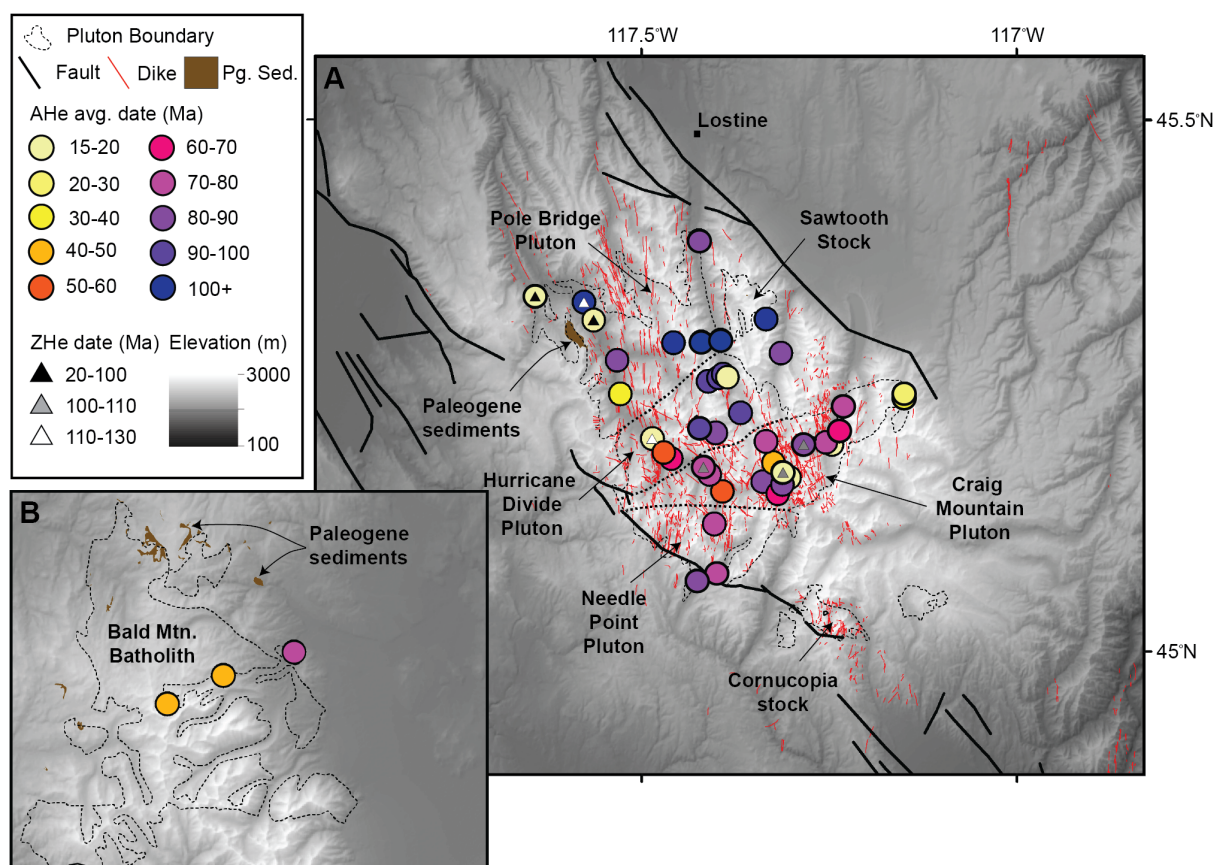 Pluton Boundary
Fault
Dike
Pg. Sed.
AHe avg. date (Ma)
15-20
60-70
20-30
70-80
30-40
80-90
40-50
90-100
50-60
100+
ZHe date (Ma)
Elevation (m)
20-100
3000
100-110
110-130
100
117.5°W
117°W
A
45.5°N
Lostine
Pole Bridge
Pluton
Sawtooth
Stock
Paleogene
sediments
Hurricane
Divide
Pluton
Craig
Mountain
Pluton
Needle
Point
Pluton
45°N
Cornucopia
stock
B
Paleogene
sediments
Bald Mtn.
Batholith